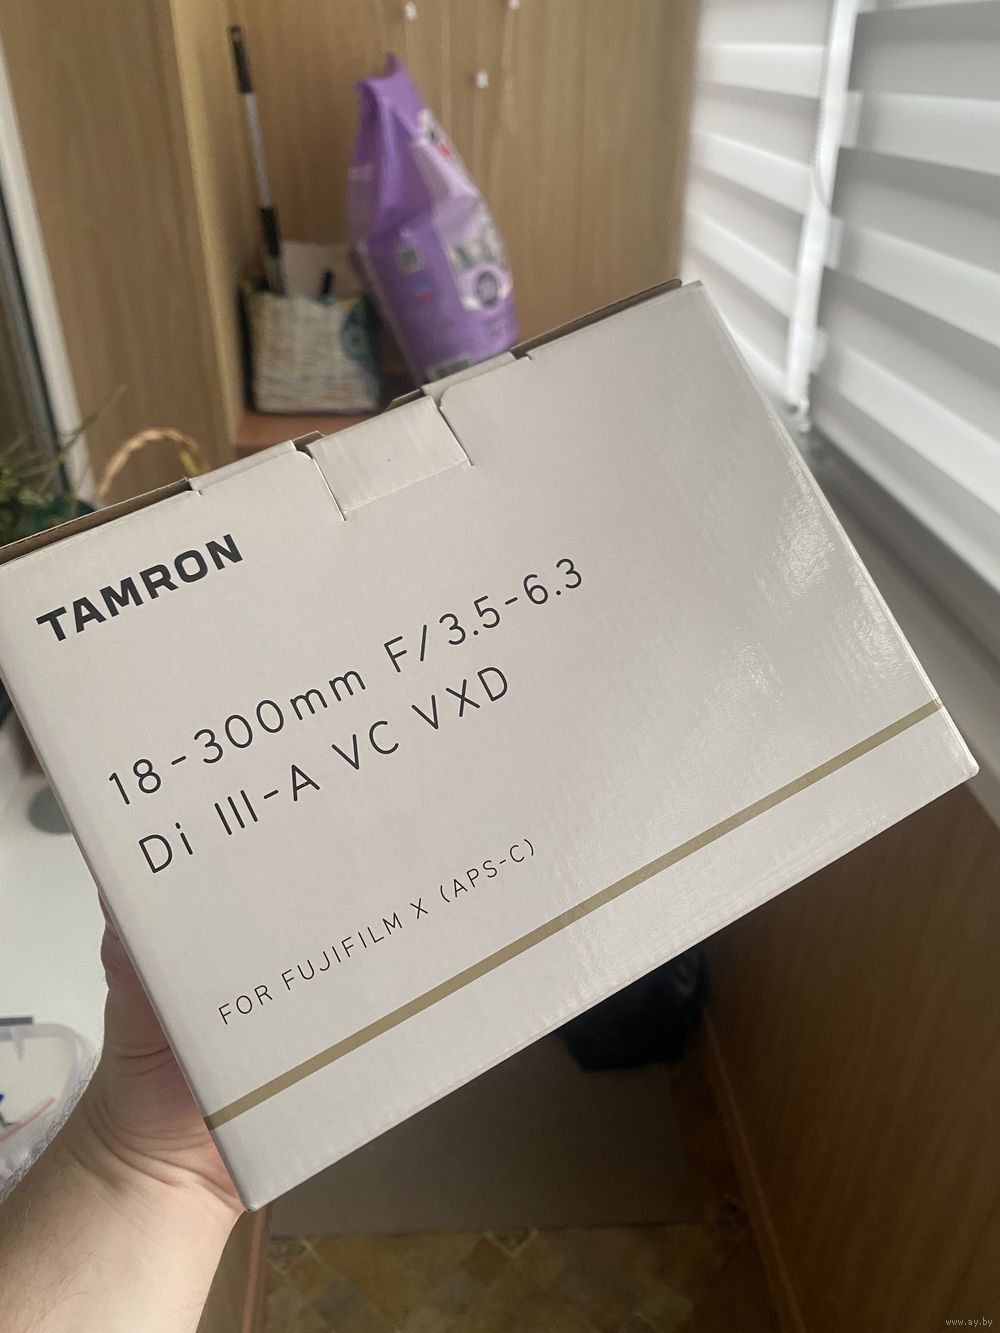 TAMRON
18-300mm F/3.5-6.3
Di III-A VC VXD
FOR FUJIFILM X (APS-C)
www.ay.by